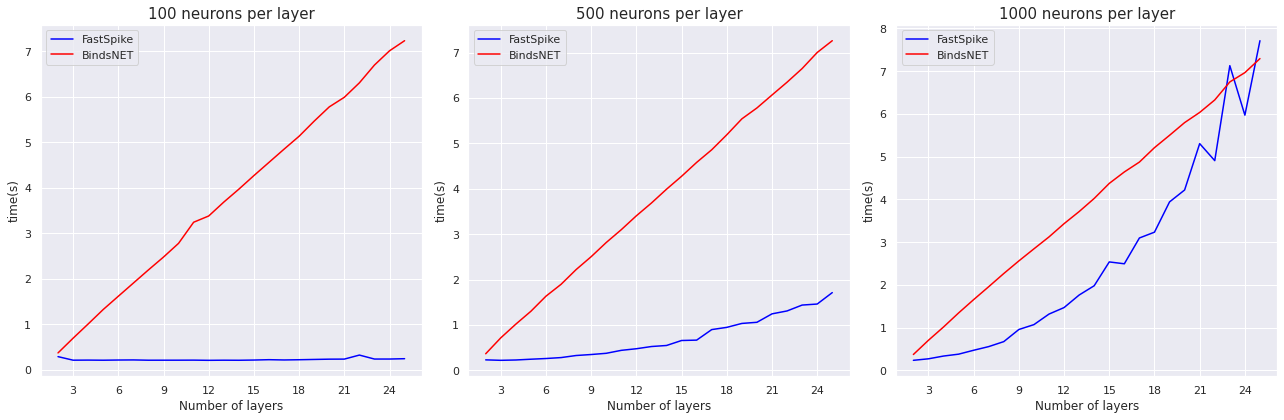 100 neurons per layer
FastSpike
BindsNET
7
6
5
4
3
2
1
0
time(s)
3 6 9 12 15 18 21 24
Number of layers
500 neurons per layer
FastSpike
BindsNET
7
6
5
4
3
2
1
0
time(s)
3 6 9 12 15 18 21 24
Number of layers
1000 neurons per layer
FastSpike
BindsNET
8
7
6
5
4
3
2
1
0
time(s)
3 6 9 12 15 18 21 24
Number of layers